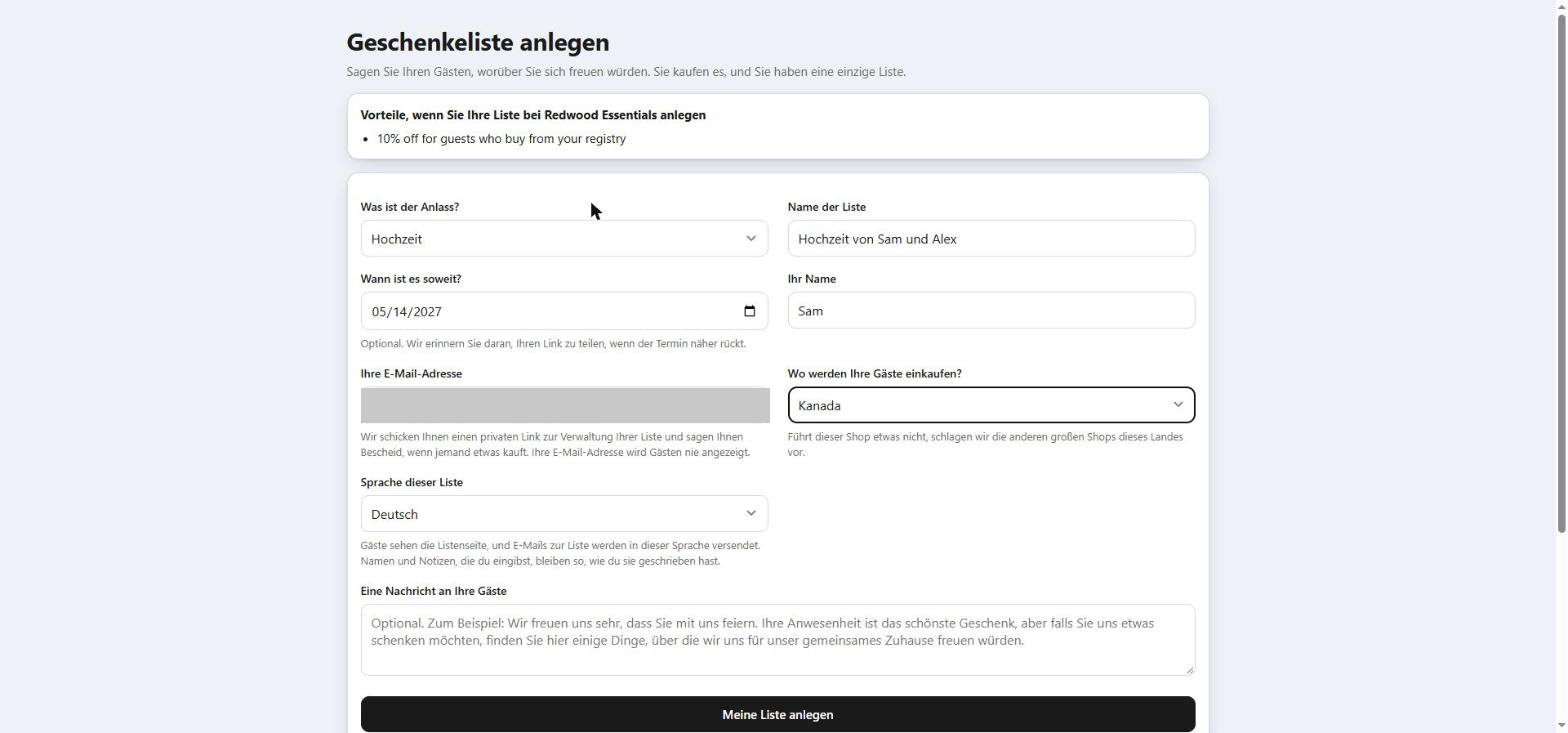 Geschenkeliste anlegen
Sagen Sie Ihren Gästen, worüber Sie sich freuen würden. Sie kaufen es, und Sie haben eine einzige Liste.
Vorteile, wenn Sie Ihre Liste bei Redwood Essentials anlegen
• 10% off for guests who buy from your registry
Was ist der Anlass?
Hochzeit
Name der Liste
Hochzeit von Sam und Alex
Wann ist es soweit?
05/14/2027
Optional. Wir erinnern Sie daran, Ihren Link zu teilen, wenn der Termin näher rückt.
Ihr Name
Sam
Ihre E-Mail-Adresse
Wir schicken Ihnen einen privaten Link zur Verwaltung Ihrer Liste und sagen Ihnen
Bescheid, wenn jemand etwas kauft. Ihre E-Mail-Adresse wird Gästen nie angezeigt.
Wo werden Ihre Gäste einkaufen?
Kanada
Führt dieser Shop etwas nicht, schlagen wir die anderen großen Shops dieses Landes
vor.
Sprache dieser Liste
Deutsch
Gäste sehen die Listenseite, und E-Mails zur Liste werden in dieser Sprache versendet.
Namen und Notizen, die du eingibst, bleiben so, wie du sie geschrieben hast.
Eine Nachricht an Ihre Gäste
Optional. Zum Beispiel: Wir freuen uns sehr, dass Sie mit uns feiern. Ihre Anwesenheit ist das schönste Geschenk, aber falls Sie uns etwas
schenken möchten, finden Sie hier einige Dinge, über die wir uns für unser gemeinsames Zuhause freuen würden.
Meine Liste anlegen